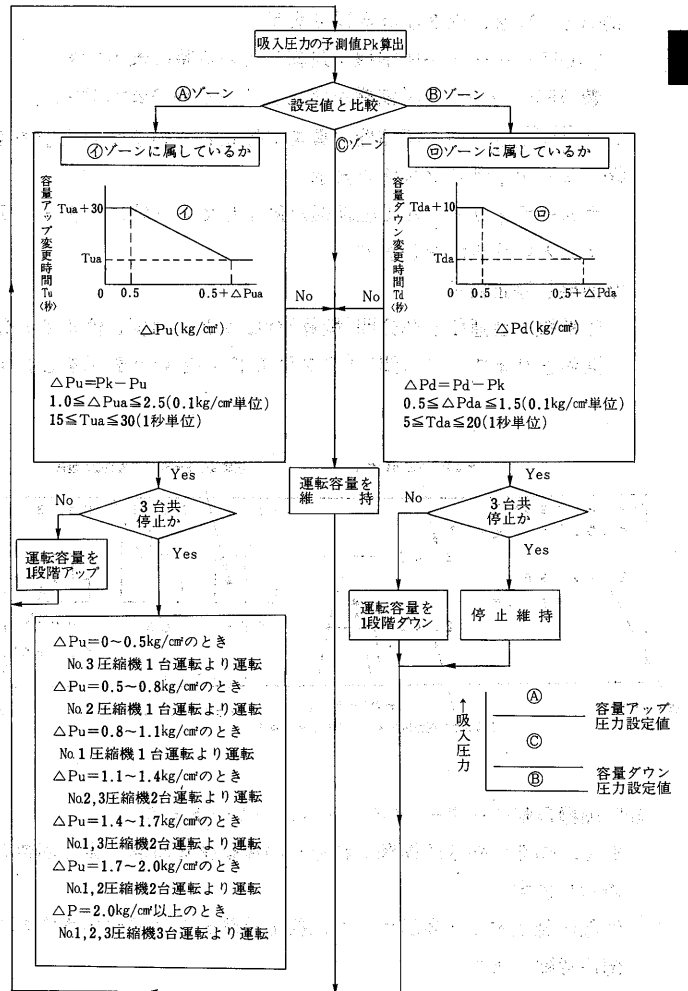 吸入圧力の予測値Pk算出
Ⓐゾーン
設定値と比較
Ⓑゾーン
Ⓒゾーン
㋑ゾーンに属しているか
容量アップ変更時間Tu〈秒〉
Tua+30
㋑
Tua
0 0.5 0.5+△Pua
△Pu(kg/cm²)
△Pu=Pk−Pu
1.0≦△Pua≦2.5(0.1kg/cm²単位)
15≦Tua≦30(1秒単位)
No
No
㋺ゾーンに属しているか
容量ダウン変更時間Td〈秒〉
Tda+10
㋺
Tda
0 0.5 0.5+△Pda
△Pd(kg/cm²)
△Pd=Pd−Pk
0.5≦△Pda≦1.5(0.1kg/cm²単位)
5≦Tda≦20(1秒単位)
Yes
No
3台共
停止か
Yes
運転容量を
1段階アップ
運転容量を
維持
Yes
No
3台共
停止か
Yes
運転容量を
1段階ダウン
停止維持
△Pu=0~0.5kg/cm²のとき
No.3圧縮機1台運転より運転
△Pu=0.5~0.8kg/cm²のとき
No.2圧縮機1台運転より運転
△Pu=0.8~1.1kg/cm²のとき
No.1圧縮機1台運転より運転
△Pu=1.1~1.4kg/cm²のとき
No.2,3圧縮機2台運転より運転
△Pu=1.4~1.7kg/cm²のとき
No.1,3圧縮機2台運転より運転
△Pu=1.7~2.0kg/cm²のとき
No.1,2圧縮機2台運転より運転
△P=2.0kg/cm²以上のとき
No.1,2,3圧縮機3台運転より運転
↑吸入圧力
Ⓐ
容量アップ
圧力設定値
Ⓒ
容量ダウン
圧力設定値
Ⓑ